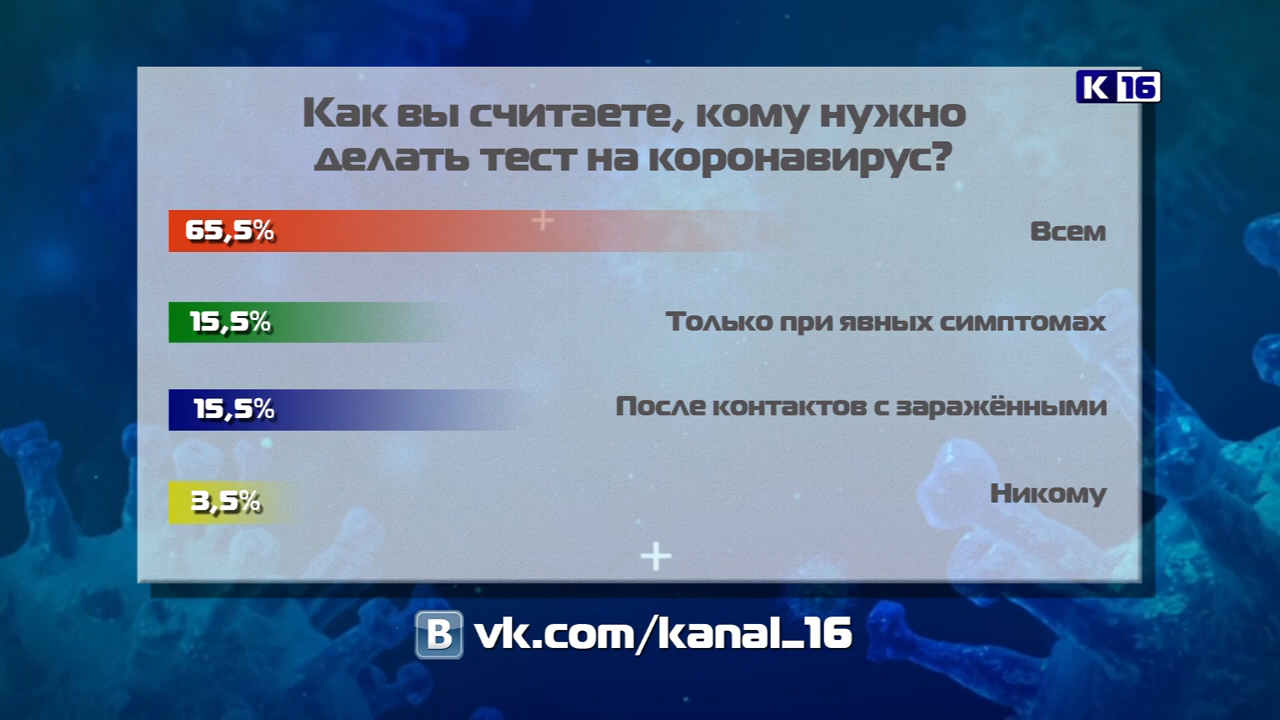 К 16
Как вы считаете, кому нужно
делать тест на коронавирус?
65,5% Всем
15,5% Только при явных симптомах
15,5% После контактов с заражёнными
3,5% Никому
В vk.com/kanal_16